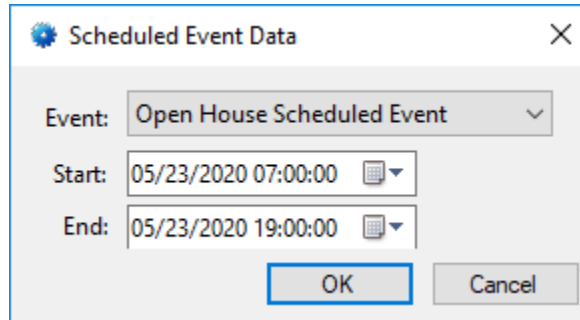 Scheduled Event Data
Event: Open House Scheduled Event
Start: 05/23/2020 07:00:00
End: 05/23/2020 19:00:00
OK Cancel